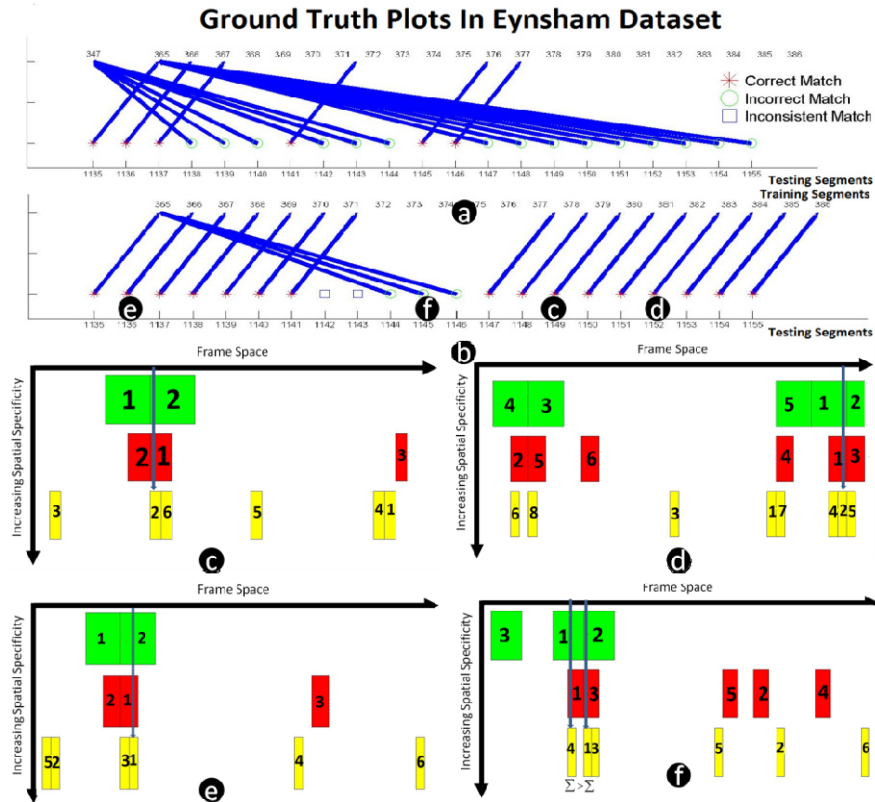 Ground Truth Plots In Eynsham Dataset
347 365 366 367 368 369 370 371 372 373 374 375 376 377 378 379 380 381 382 383 384 385 386
Correct Match
Incorrect Match
Inconsistent Match
1135 1136 1137 1138 1139 1140 1141 1142 1143 1144 1145 1146 1147 1148 1149 1150 1151 1152 1153 1154 1155
Testing Segments
Training Segments
a
365 366 367 368 369 370 371 372 373 374 375 376 377 378 379 380 381 382 383 384 385 386
e f c d
1135 1136 1137 1138 1139 1140 1141 1142 1143 1144 1145 1146 1147 1148 1149 1150 1151 1152 1153 1154 1155
Testing Segments
b
Frame Space
Increasing Spatial Specificity
1 2
2 1 3
3 2 6 5 4 1
c
Frame Space
Increasing Spatial Specificity
4 3 5 1 2
2 5 6 4 1 3
6 8 3 1 7 4 2 5
d
Frame Space
Increasing Spatial Specificity
1 2
2 1 3
5 2 3 1 4 6
e
Frame Space
Increasing Spatial Specificity
3 1 2
1 3 5 2 4
4 1 3 5 2 6
Σ > Σ
f